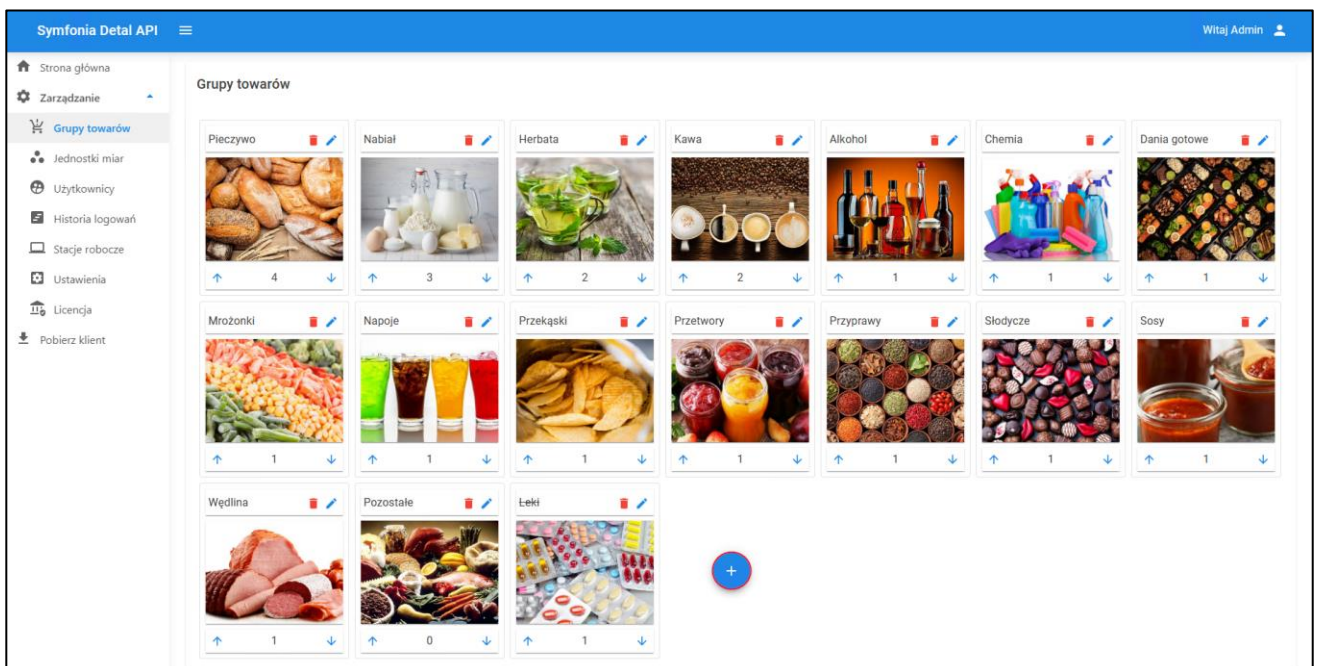 Symfonia Detal API
Witaj Admin
Strona główna
Zarządzanie
Grupy towarów
Jednostki miar
Użytkownicy
Historia logowań
Stacje robocze
Ustawienia
Licencja
Pobierz klient
Grupy towarów
Pieczywo Nabiał Herbata Kawa Alkohol Chemia Dania gotowe
4 3 2 2 1 1 1
Mrożonki Napoje Przekąski Przetwory Przyprawy Słodycze Sosy
1 1 1 1 1 1 1
Wędlina Pozostałe Leki
1 0 1
+